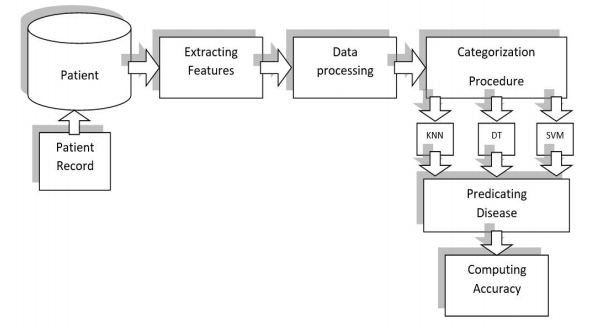 Patient
Patient
Record
Extracting
Features
Data
processing
Categorization
Procedure
KNN
DT
SVM
Predicating
Disease
Computing
Accuracy